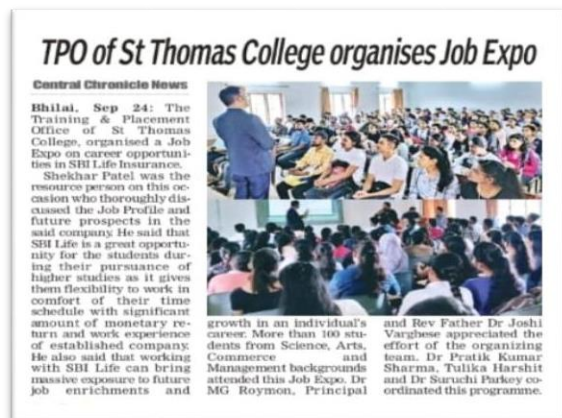 TPO of St Thomas College organises Job Expo
Central Chronicle News
Bhilai, Sep 24: The
Training & Placement
Office of St Thomas
College, organised a Job
Expo on career opportuni-
ties in SBI Life Insurance.
Shekhar Patel was the
resource person on this oc-
casion who thoroughly dis-
cussed the Job Profile and
future prospects in the
said company. He said that
SBI Life is a great opportu-
nity for the students dur-
ing their pursuance of
higher studies as it gives
them flexibility to work in
comfort of their time
schedule with significant
amount of monetary re-
turn and work experience
of established company.
He also said that working
with SBI Life can bring
massive exposure to future
job enrichments and
growth in an individual's
career. More than 100 stu-
dents from Science, Arts,
Commerce and
Management backgrounds
attended this Job Expo. Dr
MG Roymon, Principal
and Rev Father Dr Joshi
Varghese appreciated the
effort of the organizing
team. Dr Pratik Kumar
Sharma, Tulika Harshit
and Dr Suruchi Parkey co-
ordinated this programme.